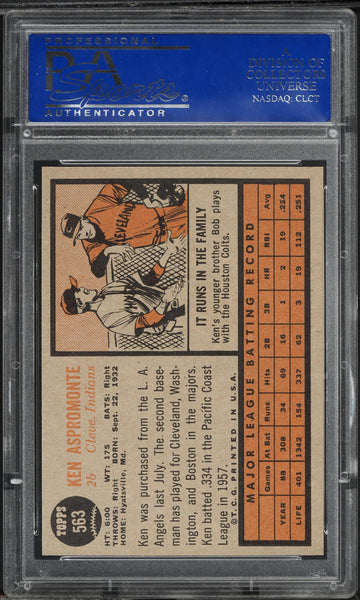 PROFESSIONAL
PSA
Sports
®
AUTHENTICATOR
A
DIVISION OF
COLLECTORS
UNIVERSE
NASDAQ: CLCT
TOPPS
563
KEN ASPROMONTE
2b Cleve. Indians
HT: 6:00 WT: 175 BATS: Right
THROWS: Right BORN: Sept. 22, 1932
HOME: Hyattsville, Md.
Ken was purchased from the L. A.
Angels last July. The second base-
man has played for Cleveland, Wash-
ington, and Boston in the majors.
Ken batted .334 in the Pacific Coast
League in 1957.
©T.C.G. PRINTED IN U.S.A.
CLEVELAND
IT RUNS IN THE FAMILY
Ken's younger brother Bob plays
with the Houston Colts.
MAJOR LEAGUE BATTING RECORD
Games At Bat Runs Hits 2B 3B HR RBI Avg
YEAR 88 308 34 69 16 1 2 19 .224
LIFE 401 1342 154 337 62 3 19 112 .251